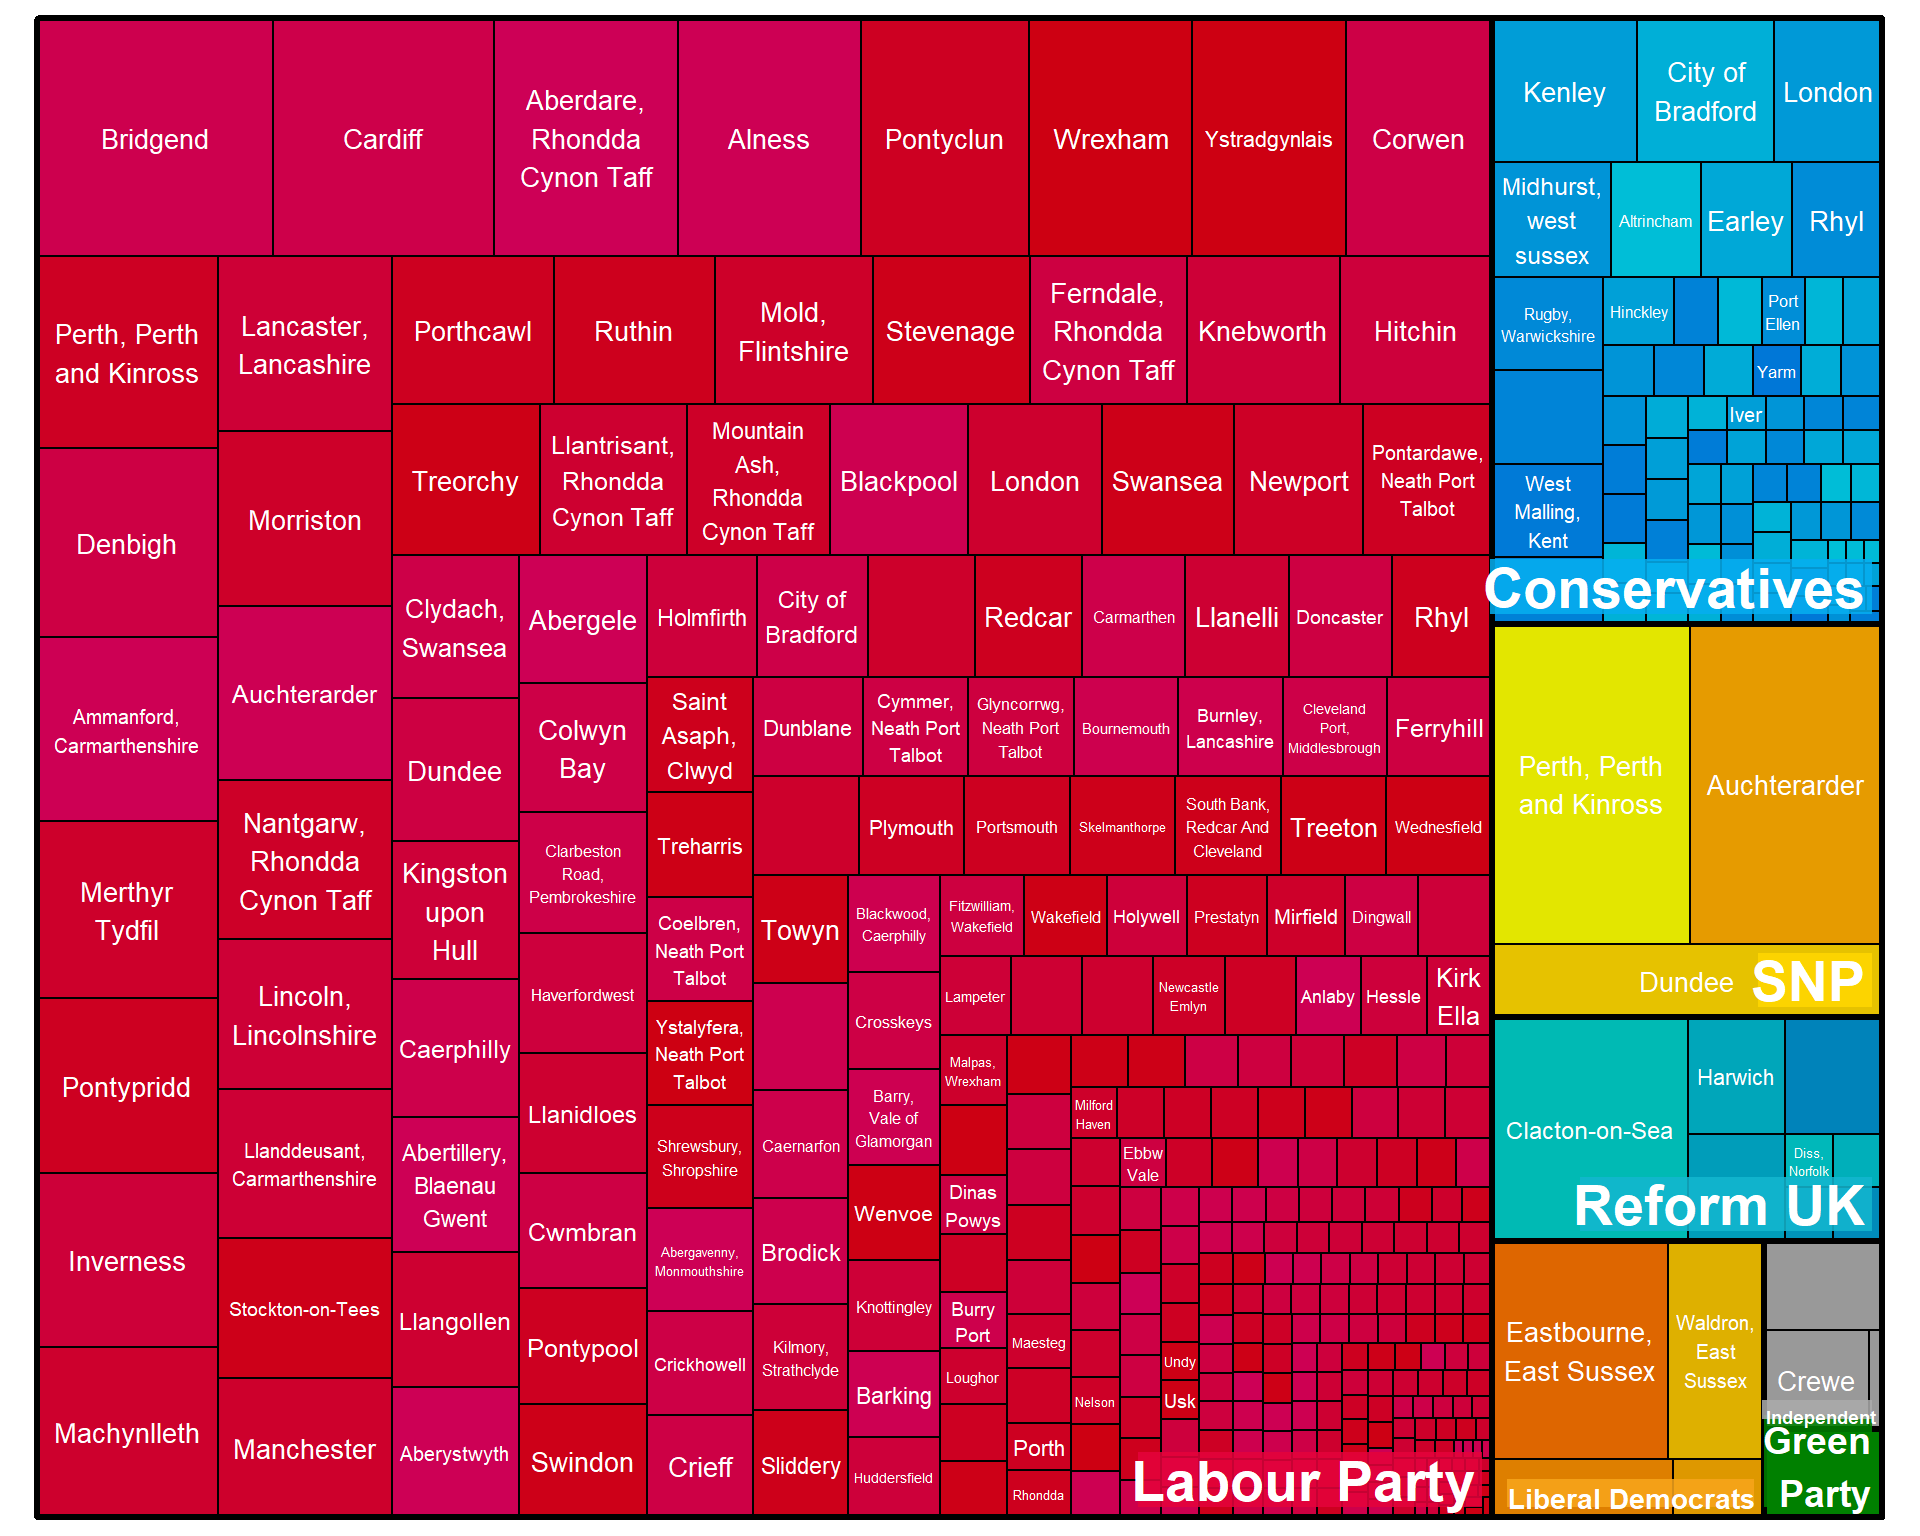 Bridgend
Cardiff
Aberdare,
Rhondda
Cynon Taff
Alness
Pontyclun
Wrexham
Ystradgynlais
Corwen
Perth, Perth
and Kinross
Lancaster,
Lancashire
Porthcawl
Ruthin
Mold,
Flintshire
Stevenage
Ferndale,
Rhondda
Cynon Taff
Knebworth
Hitchin
Denbigh
Morriston
Treorchy
Llantrisant,
Rhondda
Cynon Taff
Mountain
Ash,
Rhondda
Cynon Taff
Blackpool
London
Swansea
Newport
Pontardawe,
Neath Port
Talbot
Ammanford,
Carmarthenshire
Auchterarder
Clydach,
Swansea
Abergele
Holmfirth
City of
Bradford
Redcar
Carmarthen
Llanelli
Doncaster
Rhyl
Dundee
Colwyn
Bay
Saint
Asaph,
Clwyd
Dunblane
Cymmer,
Neath Port
Talbot
Glyncorrwg,
Neath Port
Talbot
Bournemouth
Burnley,
Lancashire
Cleveland
Port,
Middlesbrough
Ferryhill
Merthyr
Tydfil
Nantgarw,
Rhondda
Cynon Taff
Kingston
upon
Hull
Clarbeston
Road,
Pembrokeshire
Treharris
Plymouth
Portsmouth
Skelmanthorpe
South Bank,
Redcar And
Cleveland
Treeton
Wednesfield
Coelbren,
Neath Port
Talbot
Towyn
Blackwood,
Caerphilly
Fitzwilliam,
Wakefield
Wakefield
Holywell
Prestatyn
Mirfield
Dingwall
Pontypridd
Lincoln,
Lincolnshire
Caerphilly
Haverfordwest
Ystalyfera,
Neath Port
Talbot
Crosskeys
Lampeter
Newcastle
Emlyn
Anlaby
Hessle
Kirk
Ella
Llanddeusant,
Carmarthenshire
Abertillery,
Blaenau
Gwent
Llanidloes
Shrewsbury,
Shropshire
Caernarfon
Barry,
Vale of
Glamorgan
Malpas,
Wrexham
Milford
Haven
Ebbw
Vale
Inverness
Stockton-on-Tees
Llangollen
Cwmbran
Abergavenny,
Monmouthshire
Brodick
Wenvoe
Dinas
Powys
Knottingley
Burry
Port
Maesteg
Undy
Machynlleth
Manchester
Aberystwyth
Pontypool
Crickhowell
Kilmory,
Strathclyde
Barking
Loughor
Nelson
Usk
Swindon
Crieff
Sliddery
Huddersfield
Porth
Rhondda
Labour Party
Kenley
City of
Bradford
London
Midhurst,
west
sussex
Altrincham
Earley
Rhyl
Rugby,
Warwickshire
Hinckley
Port
Ellen
Yarm
Iver
West
Malling,
Kent
Conservatives
Perth, Perth
and Kinross
Auchterarder
Dundee
SNP
Clacton-on-Sea
Harwich
Diss,
Norfolk
Reform UK
Eastbourne,
East Sussex
Waldron,
East
Sussex
Liberal Democrats
Crewe
Independent
Green
Party